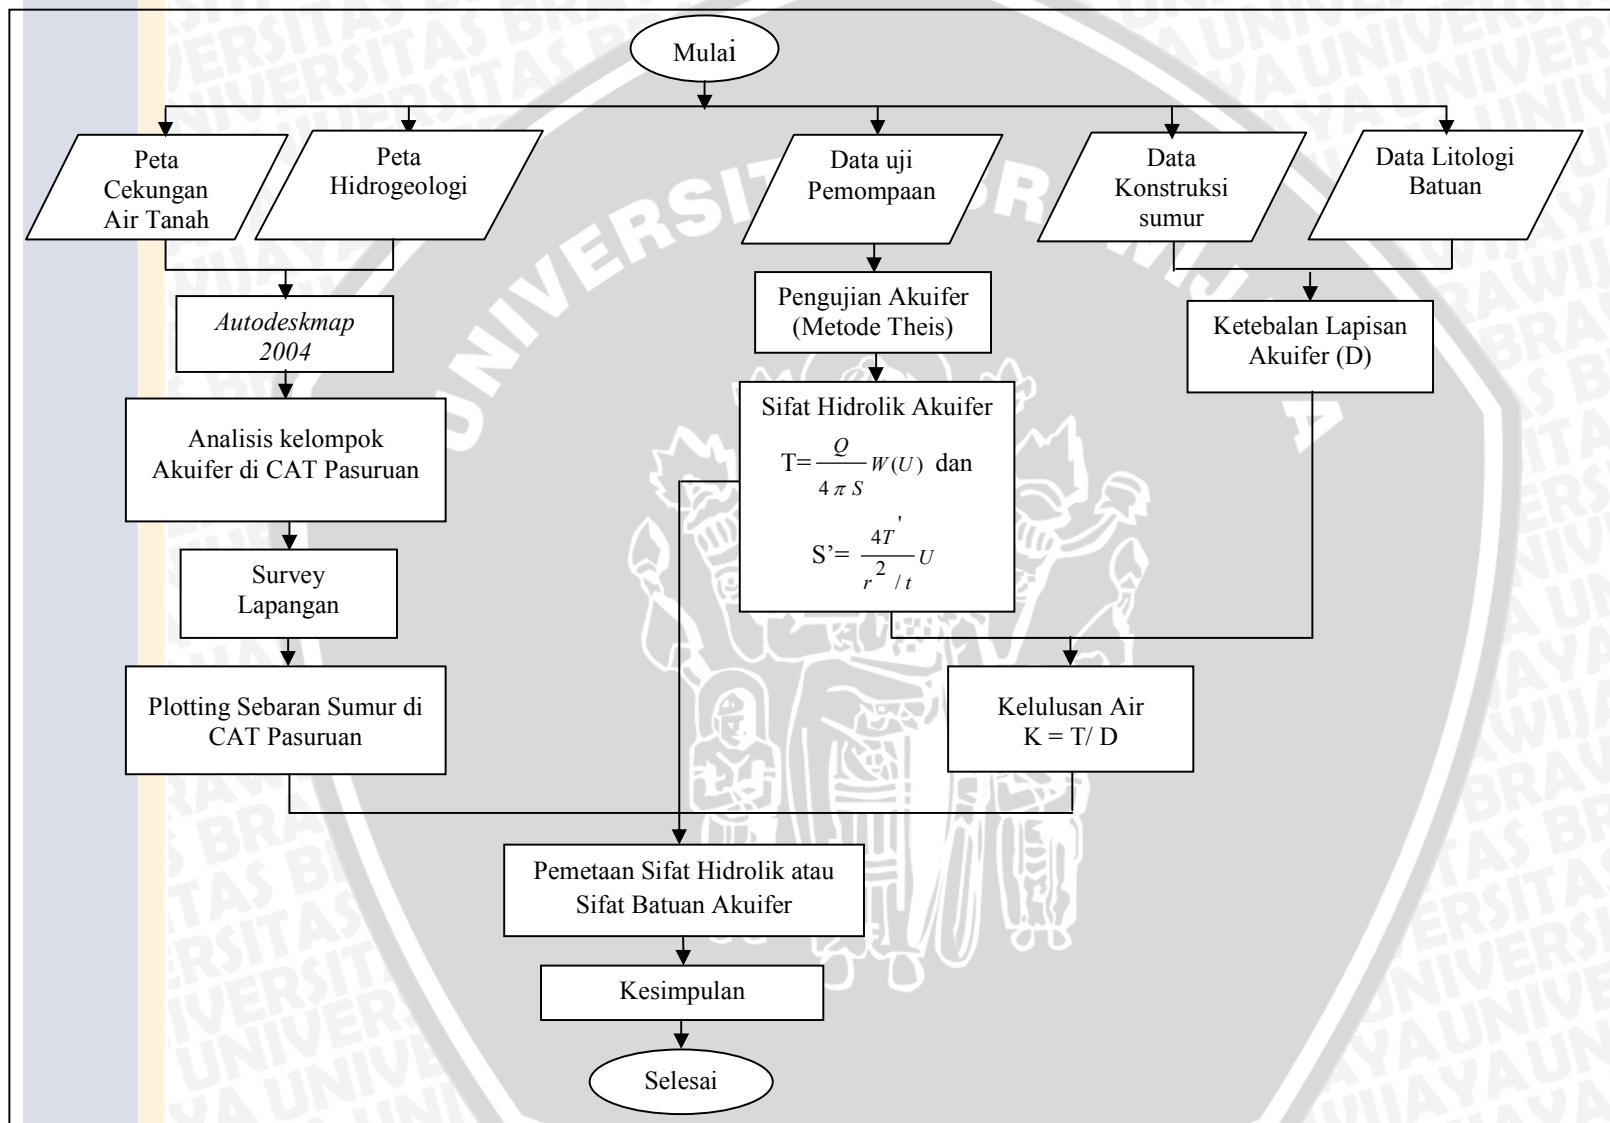 Mulai
Peta
Cekungan
Air Tanah
Peta
Hidrogeologi
Data uji
Pemompaan
Data
Konstruksi
sumur
Data Litologi
Batuan
Autodeskmap
2004
Pengujian Akuifer
(Metode Theis)
Ketebalan Lapisan
Akuifer (D)
Analisis kelompok
Akuifer di CAT Pasuruan
Sifat Hidrolik Akuifer
T= Q / 4 π S W(U) dan
S’= 4T' / r² / t U
Survey
Lapangan
Plotting Sebaran Sumur di
CAT Pasuruan
Kelulusan Air
K = T/ D
Pemetaan Sifat Hidrolik atau
Sifat Batuan Akuifer
Kesimpulan
Selesai